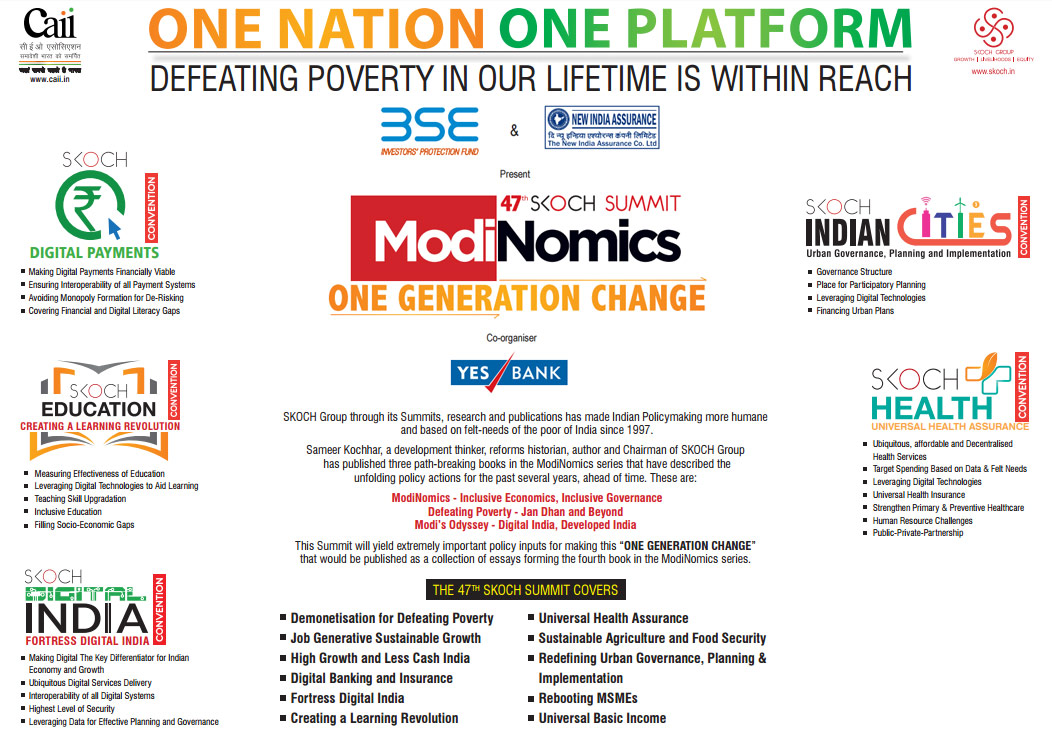 Caii
सी ई ओ एसोसिएशन
समावेशी भारत को समर्पित
www.caii.in
ONE NATION ONE PLATFORM
DEFEATING POVERTY IN OUR LIFETIME IS WITHIN REACH
SKOCH GROUP
GROWTH | LIVELIHOODS | EQUITY
www.skoch.in
BSE
INVESTORS' PROTECTION FUND
&
NEW INDIA ASSURANCE
दि न्यू इन्डिया एश्योरन्स कंपनी लिमिटेड
The New India Assurance Co. Ltd
Present
47th SKOCH SUMMIT
ModiNomics
ONE GENERATION CHANGE
Co-organiser
YES BANK
SKOCH Group through its Summits, research and publications has made Indian Policymaking more humane
and based on felt-needs of the poor of India since 1997.
Sameer Kochhar, a development thinker, reforms historian, author and Chairman of SKOCH Group
has published three path-breaking books in the ModiNomics series that have described the
unfolding policy actions for the past several years, ahead of time. These are:
ModiNomics - Inclusive Economics, Inclusive Governance
Defeating Poverty - Jan Dhan and Beyond
Modi's Odyssey - Digital India, Developed India
This Summit will yield extremely important policy inputs for making this “ONE GENERATION CHANGE”
that would be published as a collection of essays forming the fourth book in the ModiNomics series.
THE 47TH SKOCH SUMMIT COVERS
Demonetisation for Defeating Poverty
Job Generative Sustainable Growth
High Growth and Less Cash India
Digital Banking and Insurance
Fortress Digital India
Creating a Learning Revolution
Universal Health Assurance
Sustainable Agriculture and Food Security
Redefining Urban Governance, Planning &
Implementation
Rebooting MSMEs
Universal Basic Income
SKOCH
₹
CONVENTION
DIGITAL PAYMENTS
Making Digital Payments Financially Viable
Ensuring Interoperability of all Payment Systems
Avoiding Monopoly Formation for De-Risking
Covering Financial and Digital Literacy Gaps
SKOCH
EDUCATION
CONVENTION
CREATING A LEARNING REVOLUTION
Measuring Effectiveness of Education
Leveraging Digital Technologies to Aid Learning
Teaching Skill Upgradation
Inclusive Education
Filling Socio-Economic Gaps
SKOCH
DIGITAL
INDIA
CONVENTION
FORTRESS DIGITAL INDIA
Making Digital The Key Differentiator for Indian
Economy and Growth
Ubiquitous Digital Services Delivery
Interoperability of all Digital Systems
Highest Level of Security
Leveraging Data for Effective Planning and Governance
SKOCH
INDIAN CITIES
CONVENTION
Urban Governance, Planning and Implementation
Governance Structure
Place for Participatory Planning
Leveraging Digital Technologies
Financing Urban Plans
SKOCH
HEALTH
CONVENTION
UNIVERSAL HEALTH ASSURANCE
Ubiquitous, affordable and Decentralised
Health Services
Target Spending Based on Data & Felt Needs
Leveraging Digital Technologies
Universal Health Insurance
Strengthen Primary & Preventive Healthcare
Human Resource Challenges
Public-Private-Partnership